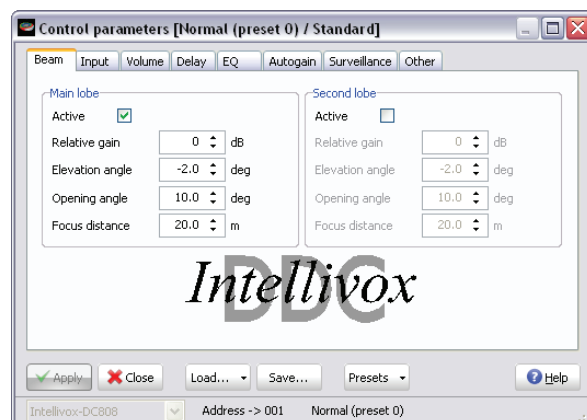 Control parameters [Normal (preset 0) / Standard]
Beam Input Volume Delay EQ Autogain Surveillance Other
Main lobe
Active
Relative gain 0 dB
Elevation angle -2.0 deg
Opening angle 10.0 deg
Focus distance 20.0 m
Second lobe
Active
Relative gain 0 dB
Elevation angle -2.0 deg
Opening angle 10.0 deg
Focus distance 20.0 m
DDC
Intellivox
Apply Close Load... Save... Presets Help
Intellivox-DC808 Address -> 001 Normal (preset 0)